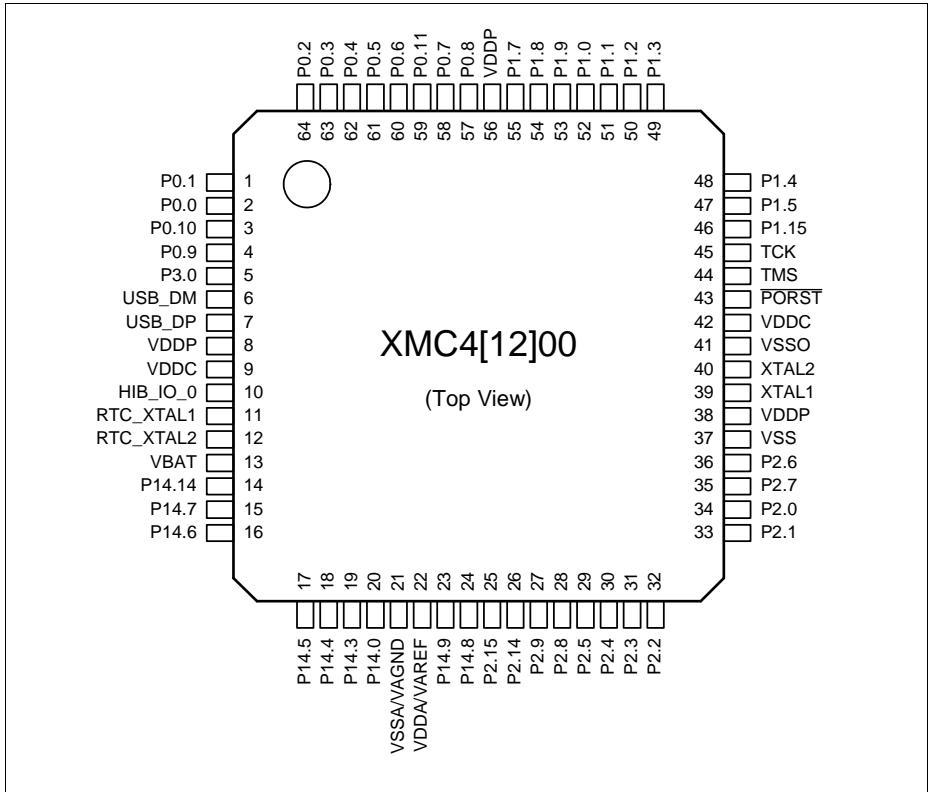 P0.2 P0.3 P0.4 P0.5 P0.6 P0.11 P0.7 P0.8 VDDP P1.7 P1.8 P1.9 P1.0 P1.1 P1.2 P1.3
64 63 62 61 60 59 58 57 56 55 54 53 52 51 50 49
P0.1 1 48 P1.4
P0.0 2 47 P1.5
P0.10 3 46 P1.15
P0.9 4 45 TCK
P3.0 5 44 TMS
USB_DM 6 43 PORST
USB_DP 7 42 VDDC
VDDP 8 XMC4[12]00 41 VSSO
VDDC 9 40 XTAL2
HIB_IO_0 10 (Top View) 39 XTAL1
RTC_XTAL1 11 38 VDDP
RTC_XTAL2 12 37 VSS
VBAT 13 36 P2.6
P14.14 14 35 P2.7
P14.7 15 34 P2.0
P14.6 16 33 P2.1
17 18 19 20 21 22 23 24 25 26 27 28 29 30 31 32
P14.5 P14.4 P14.3 P14.0 VSSA/VAGND VDDA/VAREF P14.9 P14.8 P2.15 P2.14 P2.9 P2.8 P2.5 P2.4 P2.3 P2.2